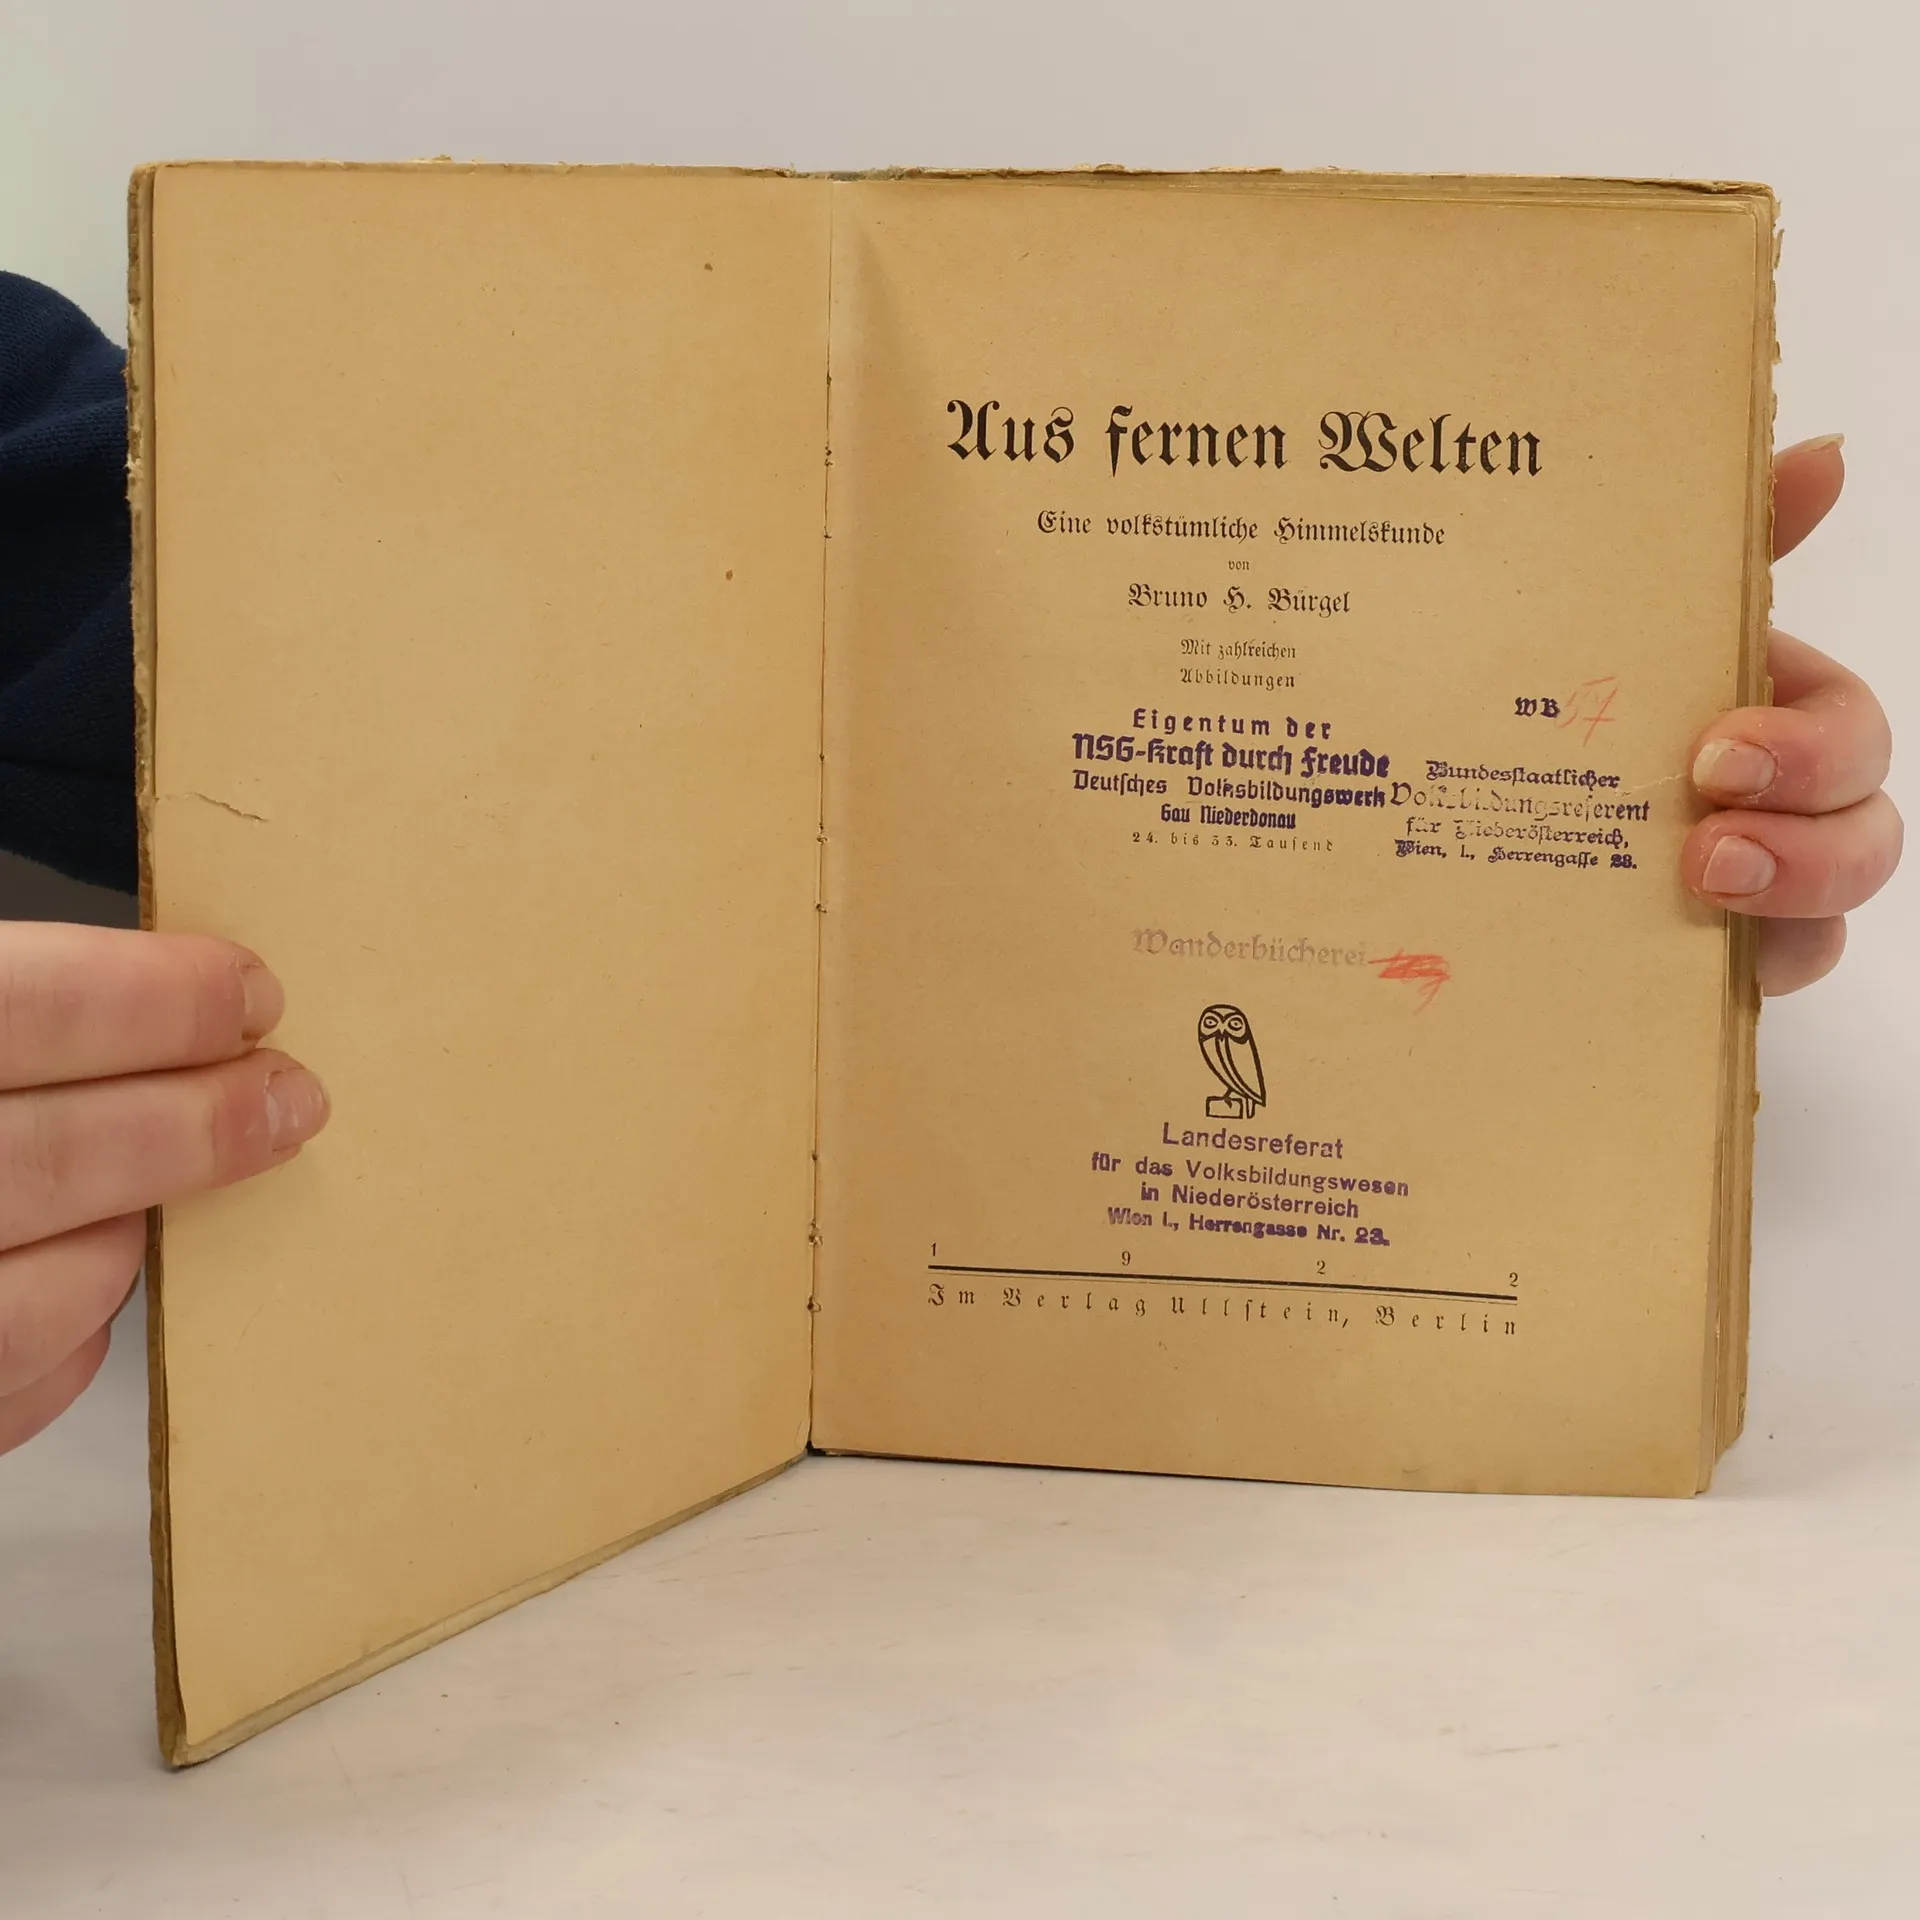 Aus fernen Welten
Eine volkstümliche Himmelskunde
von
Bruno H. Bürgel
Mit zahlreichen
Abbildungen
WB 57
Eigentum der
NSG-Kraft durch Freude
Deutsches Volksbildungswerk
Gau Niederdonau
24. bis 33. Tausend
Bundesstaatlicher
Volksbildungsreferent
für Niederösterreich,
Wien, I., Herrengasse 23.
Wanderbücherei
Landesreferat
für das Volksbildungswesen
in Niederösterreich
Wien I., Herrengasse Nr. 23.
1 9 2 2
Im Verlag Ullstein, Berlin